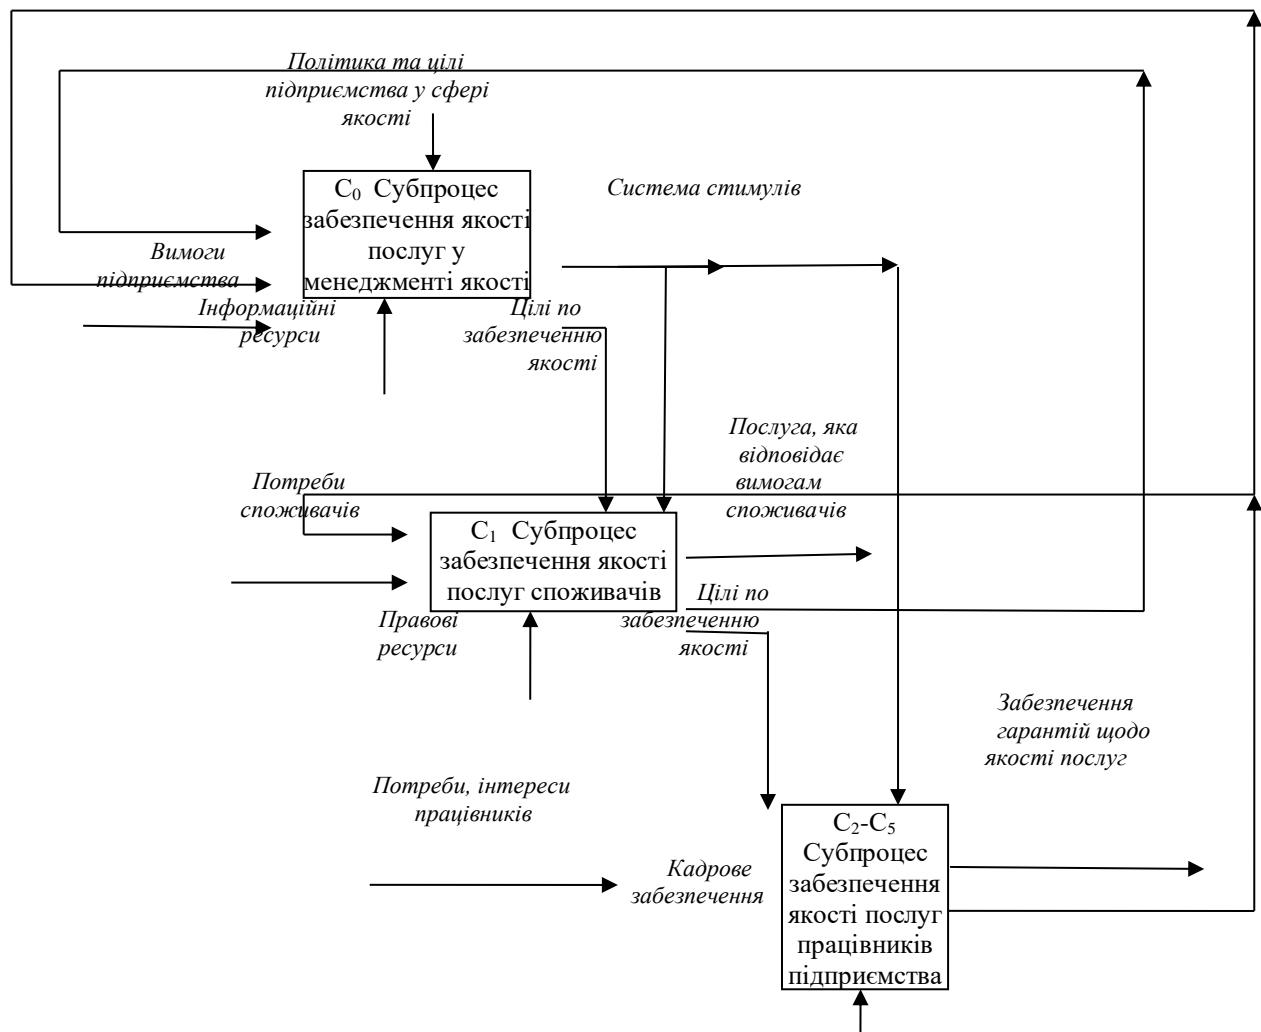 Політика та цілі
підприємства у сфері
якості
C₀ Субпроцес
забезпечення якості
послуг у
менеджменті якості
Система стимулів
Вимоги
підприємства
Інформаційні
ресурси
Цілі по
забезпеченню
якості
Послуга, яка
відповідає
вимогам
споживачів
Потреби
споживачів
C₁ Субпроцес
забезпечення якості
послуг споживачів
Правові
ресурси
Цілі по
забезпеченню
якості
Забезпечення
гарантій щодо
якості послуг
Потреби, інтереси
працівників
Кадрове
забезпечення
C₂-C₅
Субпроцес
забезпечення
якості послуг
працівників
підприємства